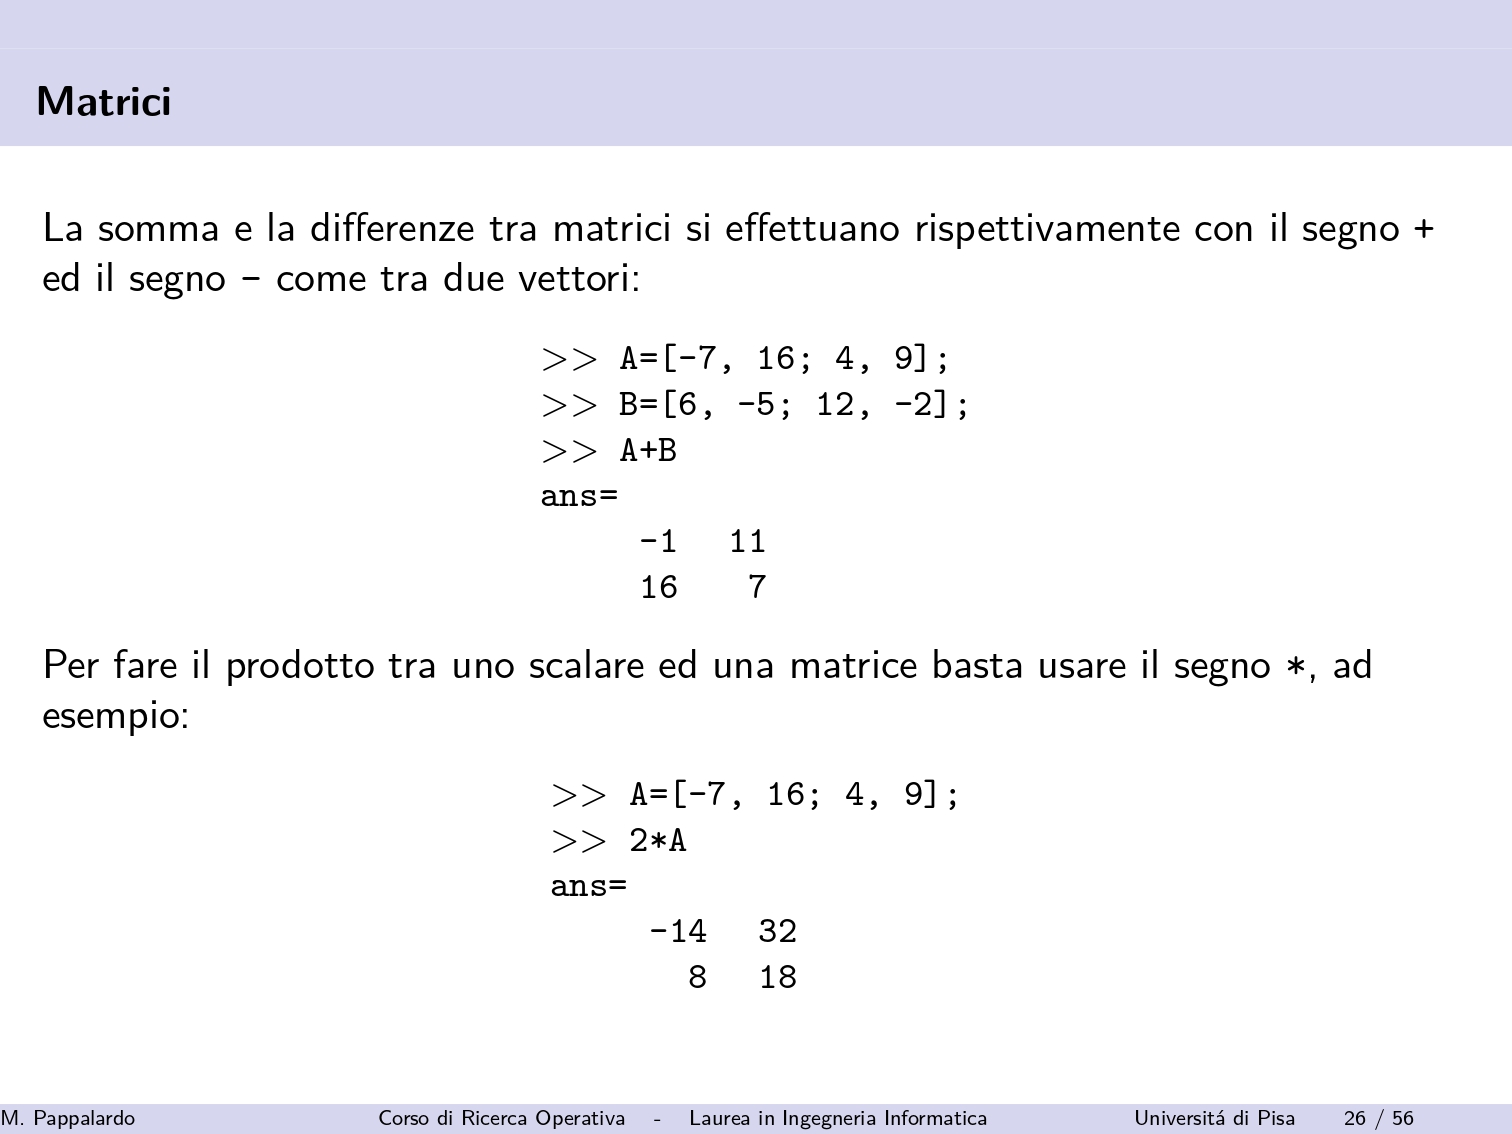 Matrici
La somma e la differenze tra matrici si effettuano rispettivamente con il segno +
ed il segno - come tra due vettori:
>> A=[-7, 16; 4, 9];
>> B=[6, -5; 12, -2];
>> A+B
ans=
-1 11
16 7
Per fare il prodotto tra uno scalare ed una matrice basta usare il segno *, ad
esempio:
>> A=[-7, 16; 4, 9];
>> 2*A
ans=
-14 32
8 18
M. Pappalardo Corso di Ricerca Operativa - Laurea in Ingegneria Informatica Universitá di Pisa 26 / 56